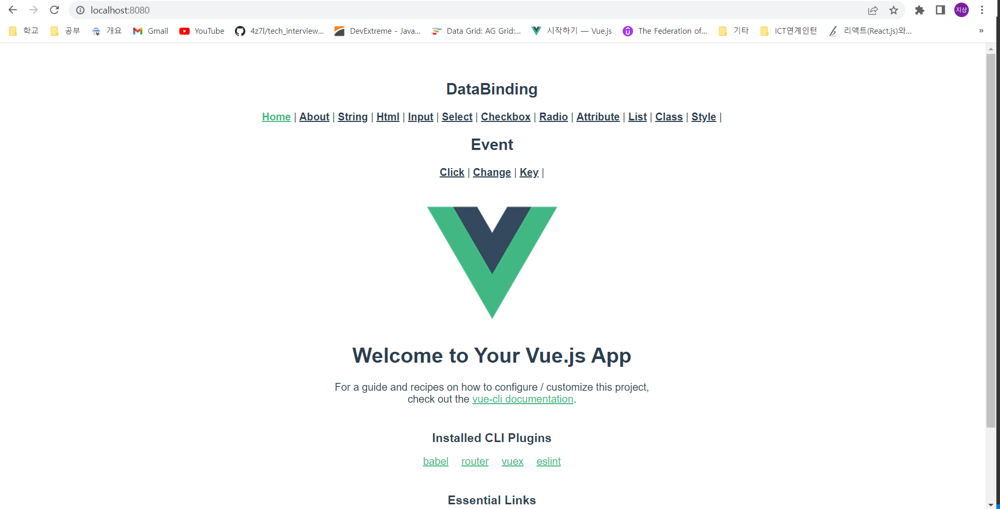 localhost:8080
지상
학교 공부 개요 Gmail YouTube 4z7l/tech_interview... DevExtreme - Java... Data Grid: AG Grid:... 시작하기 — Vue.js The Federation of... 기타 ICT연계인턴 리액트(React.js)와... »
DataBinding
Home | About | String | Html | Input | Select | Checkbox | Radio | Attribute | List | Class | Style |
Event
Click | Change | Key |
Welcome to Your Vue.js App
For a guide and recipes on how to configure / customize this project,
check out the vue-cli documentation.
Installed CLI Plugins
babel router vuex eslint
Essential Links